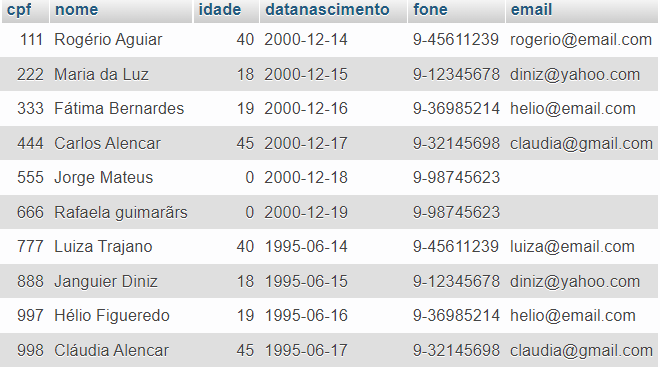 cpf nome idade datanascimento fone email
111 Rogério Aguiar 40 2000-12-14 9-45611239 rogerio@email.com
222 Maria da Luz 18 2000-12-15 9-12345678 diniz@yahoo.com
333 Fátima Bernardes 19 2000-12-16 9-36985214 helio@email.com
444 Carlos Alencar 45 2000-12-17 9-32145698 claudia@gmail.com
555 Jorge Mateus 0 2000-12-18 9-98745623
666 Rafaela guimarãrs 0 2000-12-19 9-98745623
777 Luiza Trajano 40 1995-06-14 9-45611239 luiza@email.com
888 Janguier Diniz 18 1995-06-15 9-12345678 diniz@yahoo.com
997 Hélio Figueredo 19 1995-06-16 9-36985214 helio@email.com
998 Cláudia Alencar 45 1995-06-17 9-32145698 claudia@gmail.com